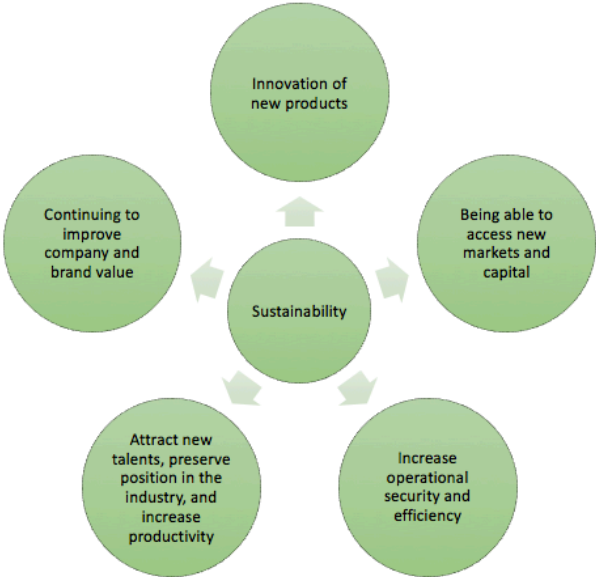 Innovation of
new products
Continuing to
improve
company and
brand value
Being able to
access new
markets and
capital
Sustainability
Attract new
talents, preserve
position in the
industry, and
increase
productivity
Increase
operational
security and
efficiency